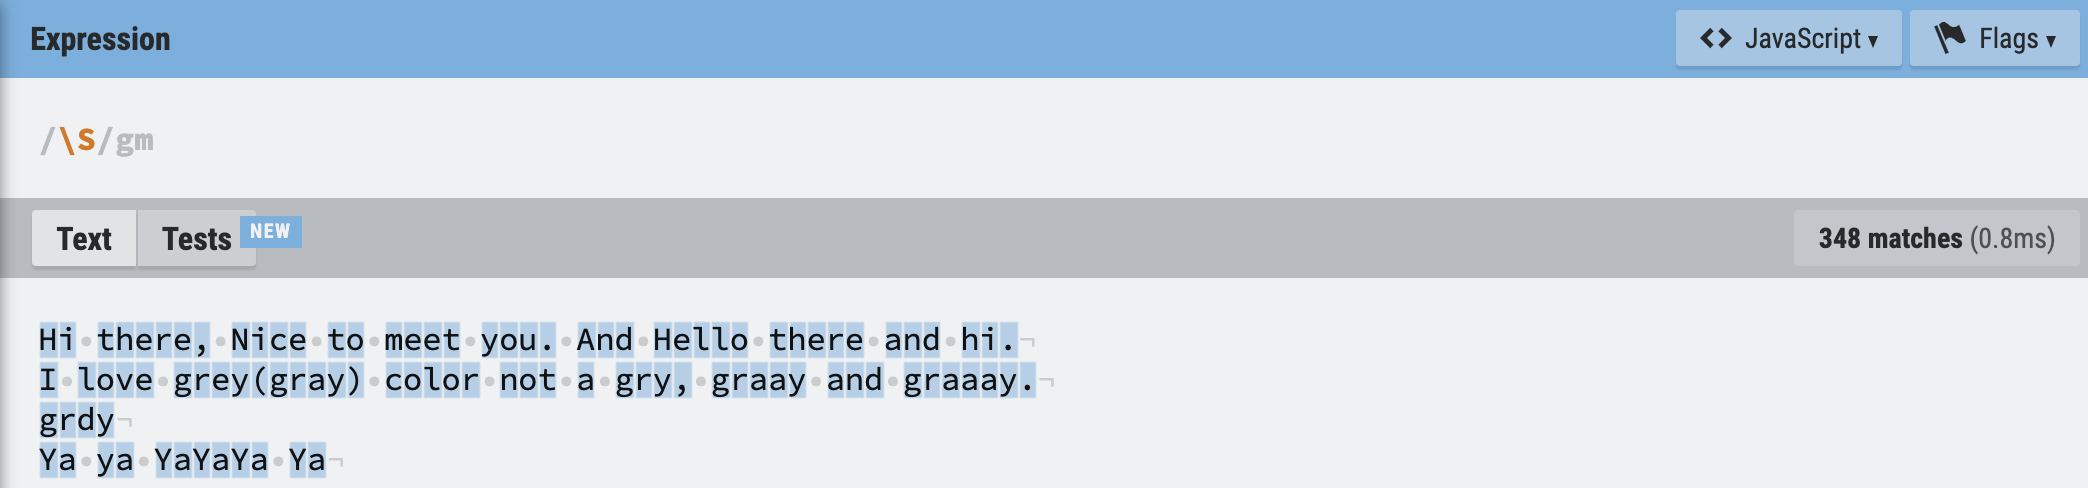 Expression
<> JavaScript ▾
Flags ▾
/\S/gm
Text
Tests
NEW
348 matches (0.8ms)
Hi there, Nice to meet you. And Hello there and hi.
I love grey(gray) color not a gry, graay and graaay.
grdy
Ya ya YaYaYa Ya